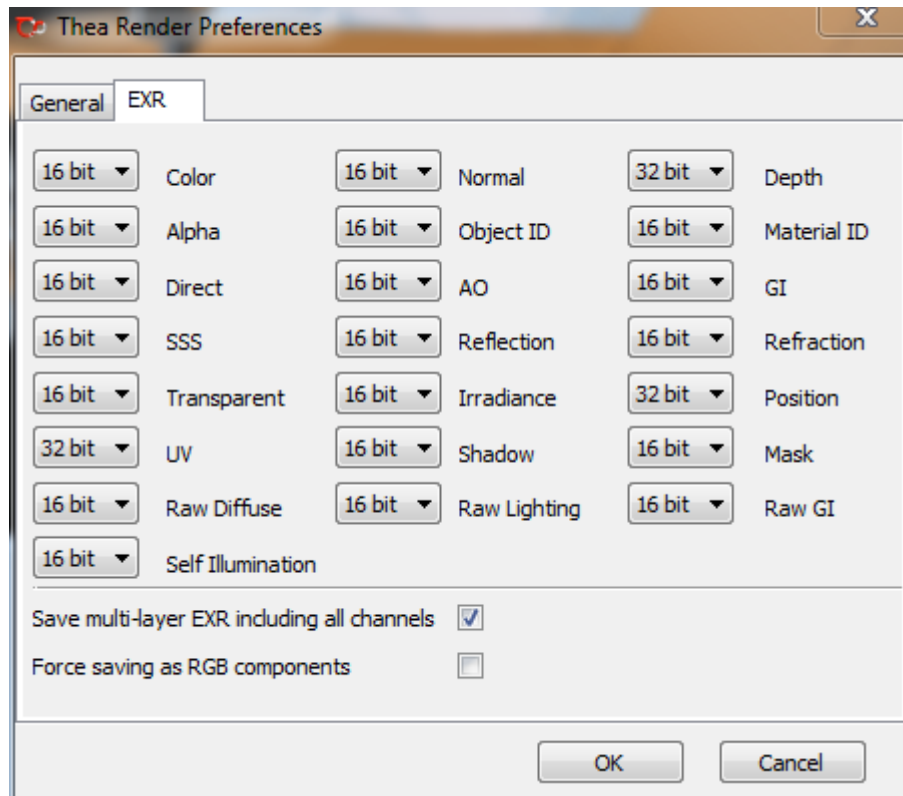 Thea Render Preferences
General EXR
16 bit Color 16 bit Normal 32 bit Depth
16 bit Alpha 16 bit Object ID 16 bit Material ID
16 bit Direct 16 bit AO 16 bit GI
16 bit SSS 16 bit Reflection 16 bit Refraction
16 bit Transparent 16 bit Irradiance 32 bit Position
32 bit UV 16 bit Shadow 16 bit Mask
16 bit Raw Diffuse 16 bit Raw Lighting 16 bit Raw GI
16 bit Self Illumination
Save multi-layer EXR including all channels
Force saving as RGB components
OK Cancel